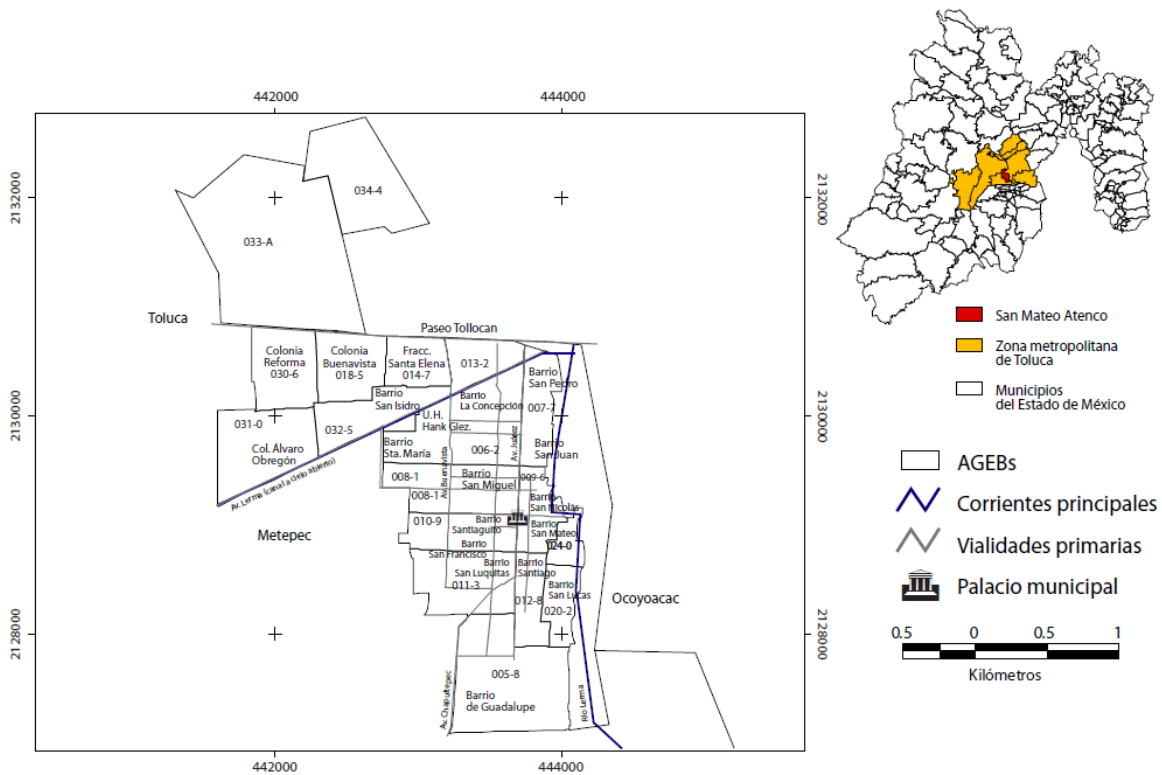 442000
444000
2132000
2132000
034-4
033-A
Toluca
Paseo Tollocan
Colonia
Reforma
030-6
Colonia
Buenavista
018-5
Fracc.
Santa Elena
014-7
013-2
Barrio
San Pedro
Barrio
San Isidro
Barrio
La Concepción
007-7
2130000
2130000
031-0
Col. Álvaro
Obregón
032-5
U.H.
Hank Glez.
Barrio
Sta. María
006-2
Av. Juárez
Barrio
San Juan
Av. Lerma (canal a cielo abierto)
Av. Buenavista
008-1
Barrio
San Miguel
009-6
008-1
Barrio
San Nicolás
010-9
Barrio
Santiaguito
Barrio
San Mateo
024-0
Metepec
Barrio
San Francisco
Barrio
San Luquitas
Barrio
Santiago
011-3
012-8
Barrio
San Lucas
020-2
Ocoyoacac
2128000
2128000
005-8
Barrio
de Guadalupe
Av. Chapultepec
Río Lerma
442000
444000
San Mateo Atenco
Zona metropolitana
de Toluca
Municipios
del Estado de México
AGEBs
Corrientes principales
Vialidades primarias
Palacio municipal
0.5 0 0.5 1
Kilómetros